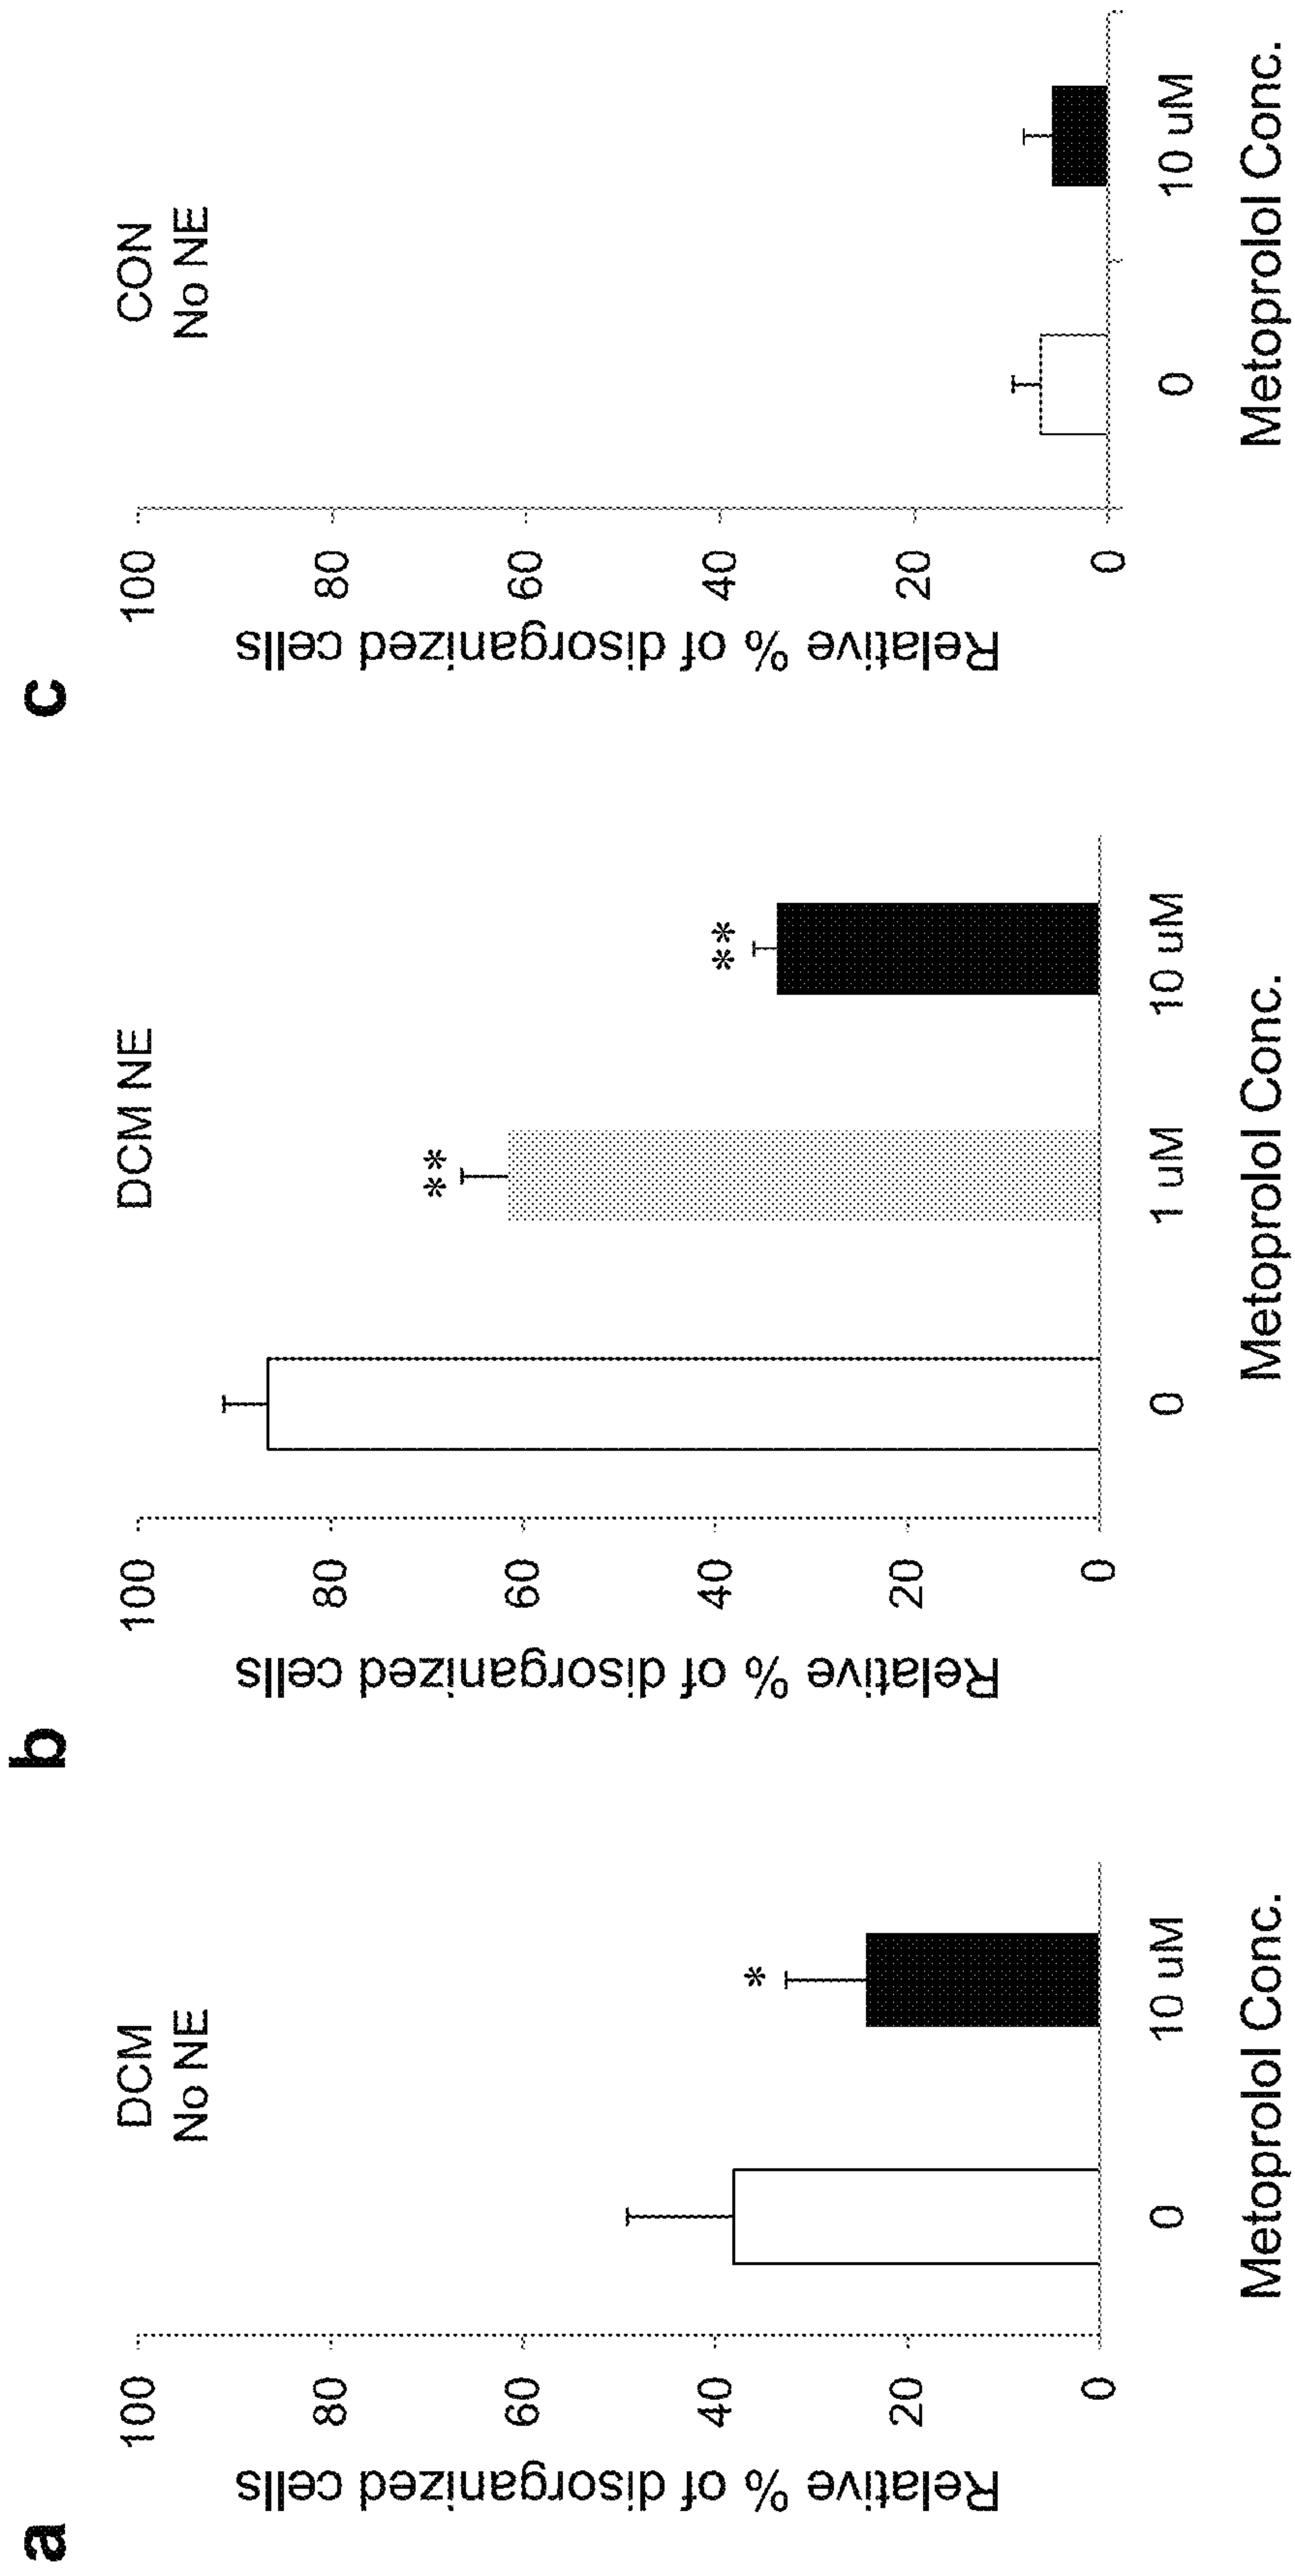 a
DCM
No NE
Relative % of disorganized cells
100
80
60
40
20
0
*
0
10 uM
Metoprolol Conc.
b
DCM NE
Relative % of disorganized cells
100
80
60
40
20
0
**
**
0
1 uM
10 uM
Metoprolol Conc.
c
CON
No NE
Relative % of disorganized cells
100
80
60
40
20
0
0
10 uM
Metoprolol Conc.